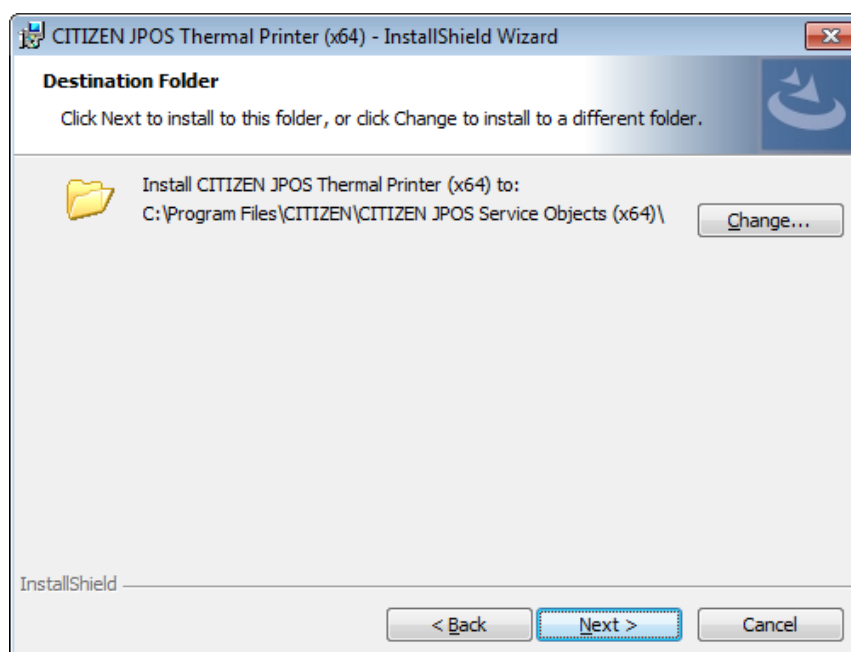 CITIZEN JPOS Thermal Printer (x64) - InstallShield Wizard
Destination Folder
Click Next to install to this folder, or click Change to install to a different folder.
Install CITIZEN JPOS Thermal Printer (x64) to:
C:\Program Files\CITIZEN\CITIZEN JPOS Service Objects (x64)\
Change...
InstallShield
< Back
Next >
Cancel